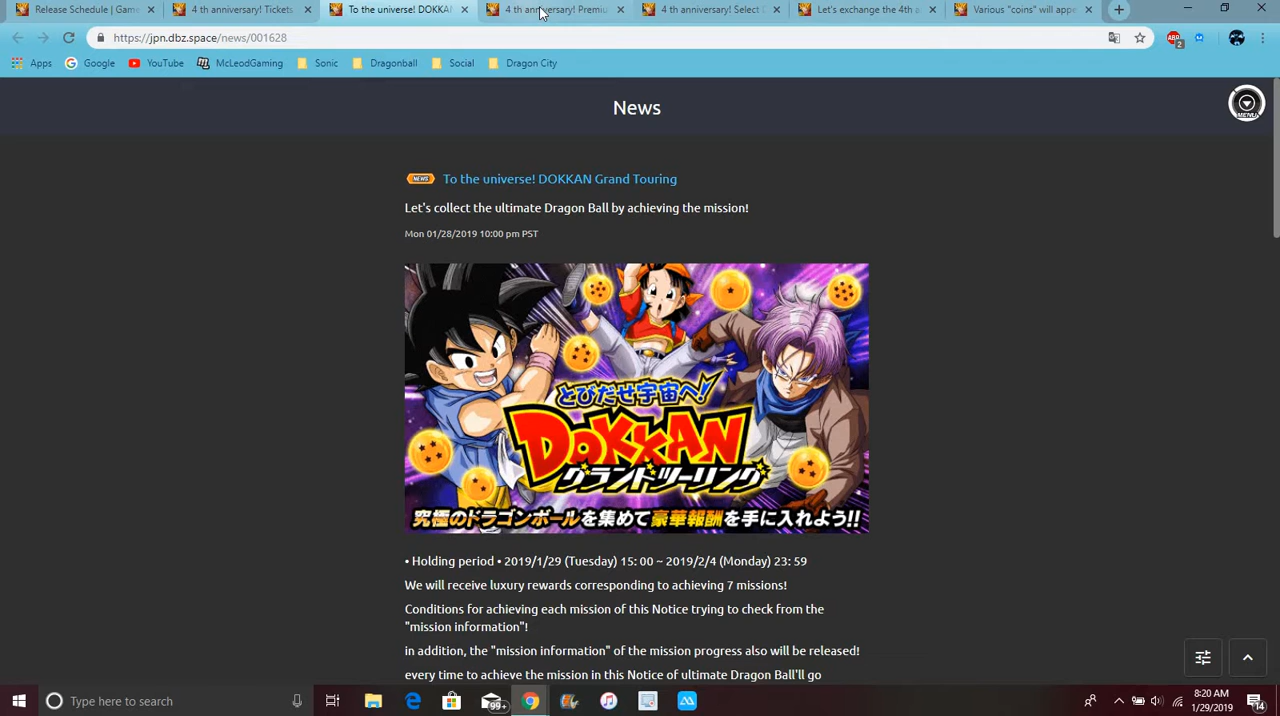 Release Schedule | Game
4 th anniversary! Tickets
To the universe! DOKKAN
4 th anniversary! Premiu
4 th anniversary! Select D
Let's exchange the 4th a
Various "coins" will appe
https://jpn.dbz.space/news/001628
ABP
2
Apps
Google
YouTube
McLeodGaming
Sonic
Dragonball
Social
Dragon City
News
MENU
NEWS
To the universe! DOKKAN Grand Touring
Let's collect the ultimate Dragon Ball by achieving the mission!
Mon 01/28/2019 10:00 pm PST
とびだせ宇宙へ!
DOKKAN
グランドツーリング
究極のドラゴンボールを集めて豪華報酬を手に入れよう!!
• Holding period • 2019/1/29 (Tuesday) 15: 00 ~ 2019/2/4 (Monday) 23: 59
We will receive luxury rewards corresponding to achieving 7 missions!
Conditions for achieving each mission of this Notice trying to check from the
"mission information"!
in addition, the "mission information" of the mission progress also will be released!
every time to achieve the mission in this Notice of ultimate Dragon Ball'll go
Type here to search
99+
8:20 AM
1/29/2019
14